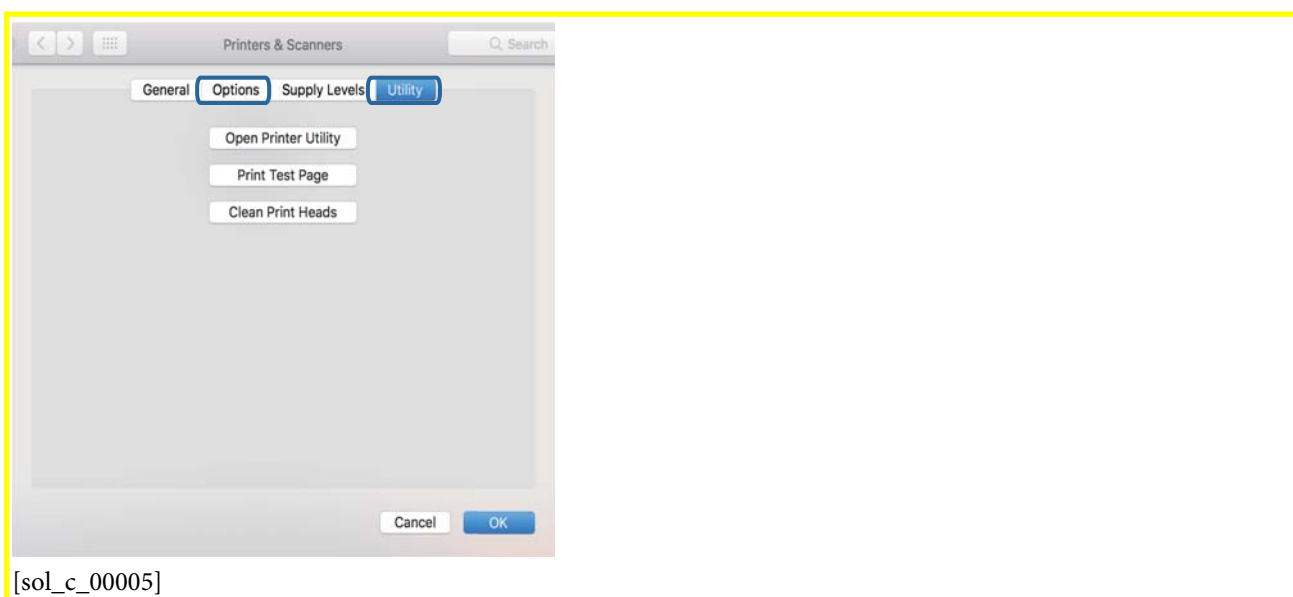 Printers & Scanners
Search
General Options Supply Levels Utility
Open Printer Utility
Print Test Page
Clean Print Heads
Cancel OK
[sol_c_00005]